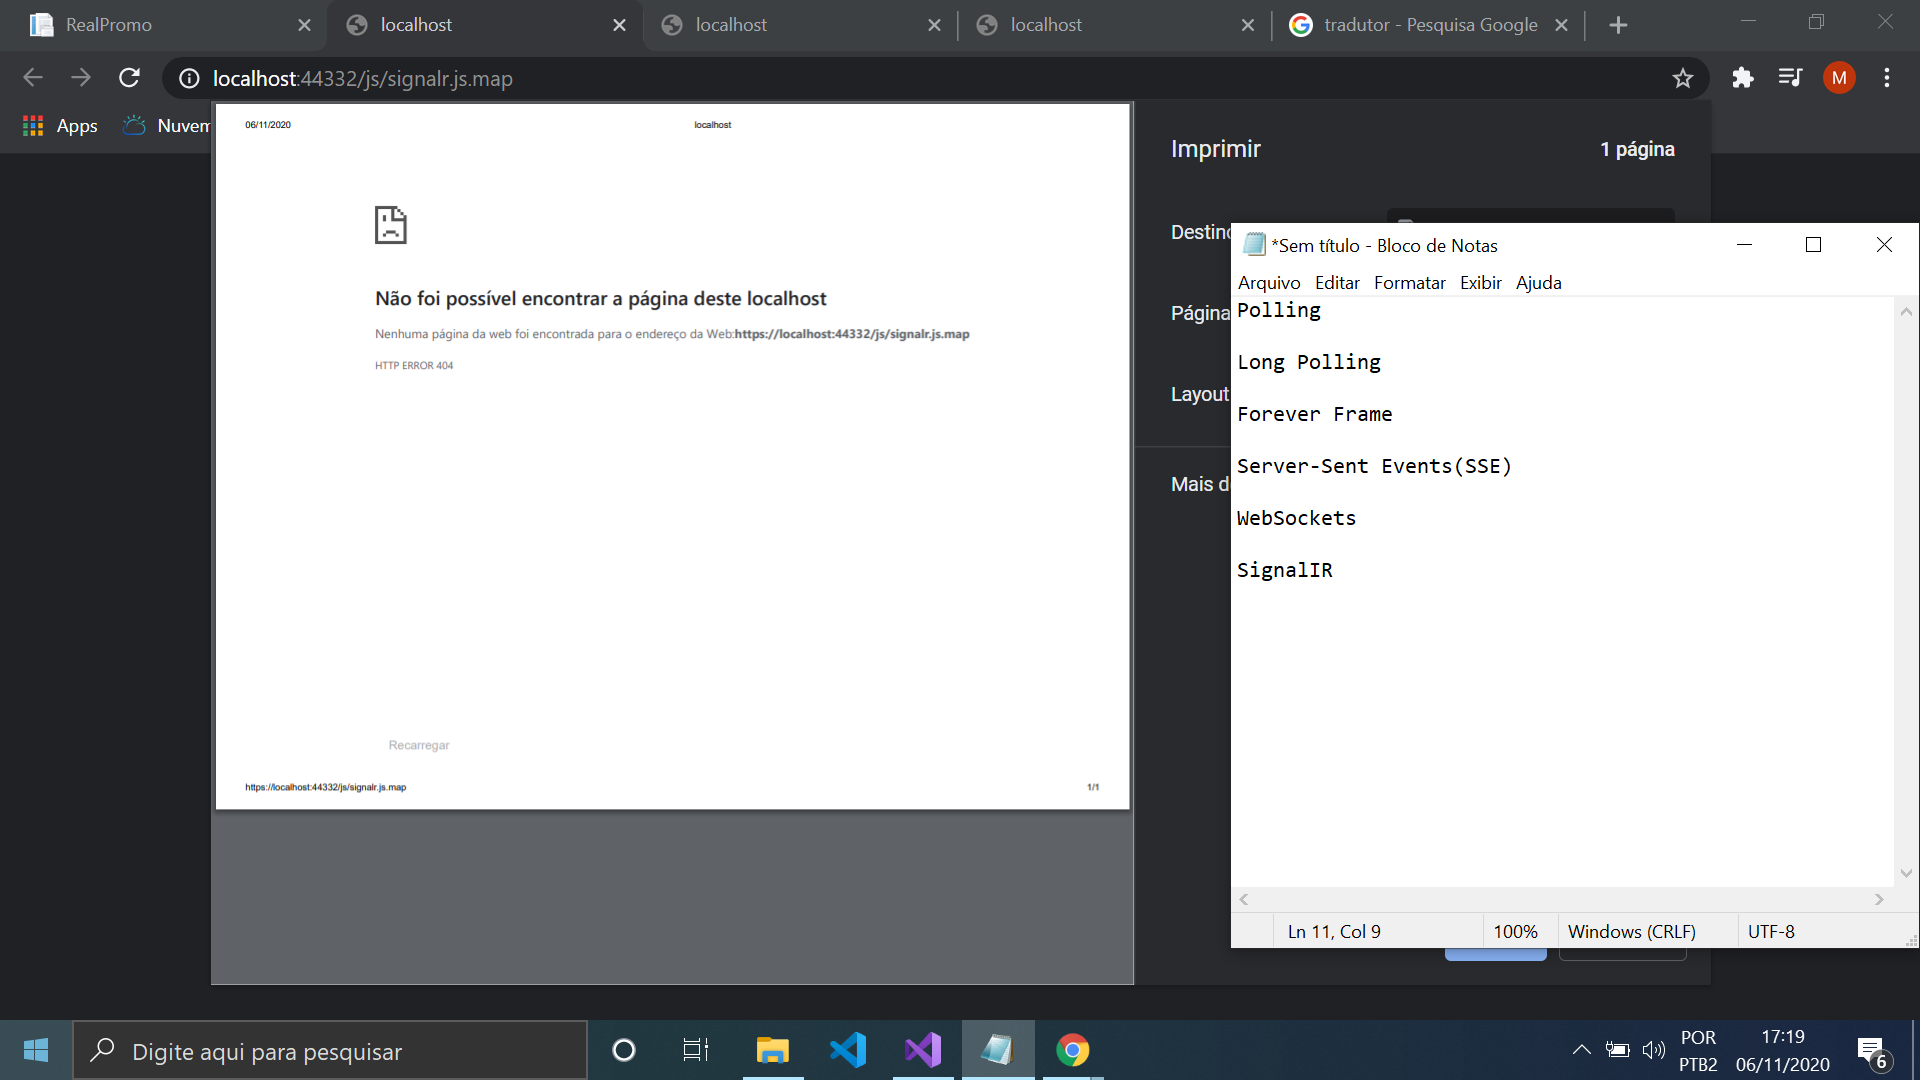 RealPromo
localhost
localhost
localhost
tradutor - Pesquisa Google
localhost:44332/js/signalr.js.map
M
Apps
Nuvem
06/11/2020
localhost
Não foi possível encontrar a página deste localhost
Nenhuma página da web foi encontrada para o endereço da Web:https://localhost:44332/js/signalr.js.map
HTTP ERROR 404
Recarregar
https://localhost:44332/js/signalr.js.map
1/1
Imprimir
1 página
Destino
Página
Layout
Mais d
*Sem título - Bloco de Notas
Arquivo Editar Formatar Exibir Ajuda
Polling
Long Polling
Forever Frame
Server-Sent Events(SSE)
WebSockets
SignalIR
Ln 11, Col 9
100%
Windows (CRLF)
UTF-8
Digite aqui para pesquisar
POR
PTB2
17:19
06/11/2020
6